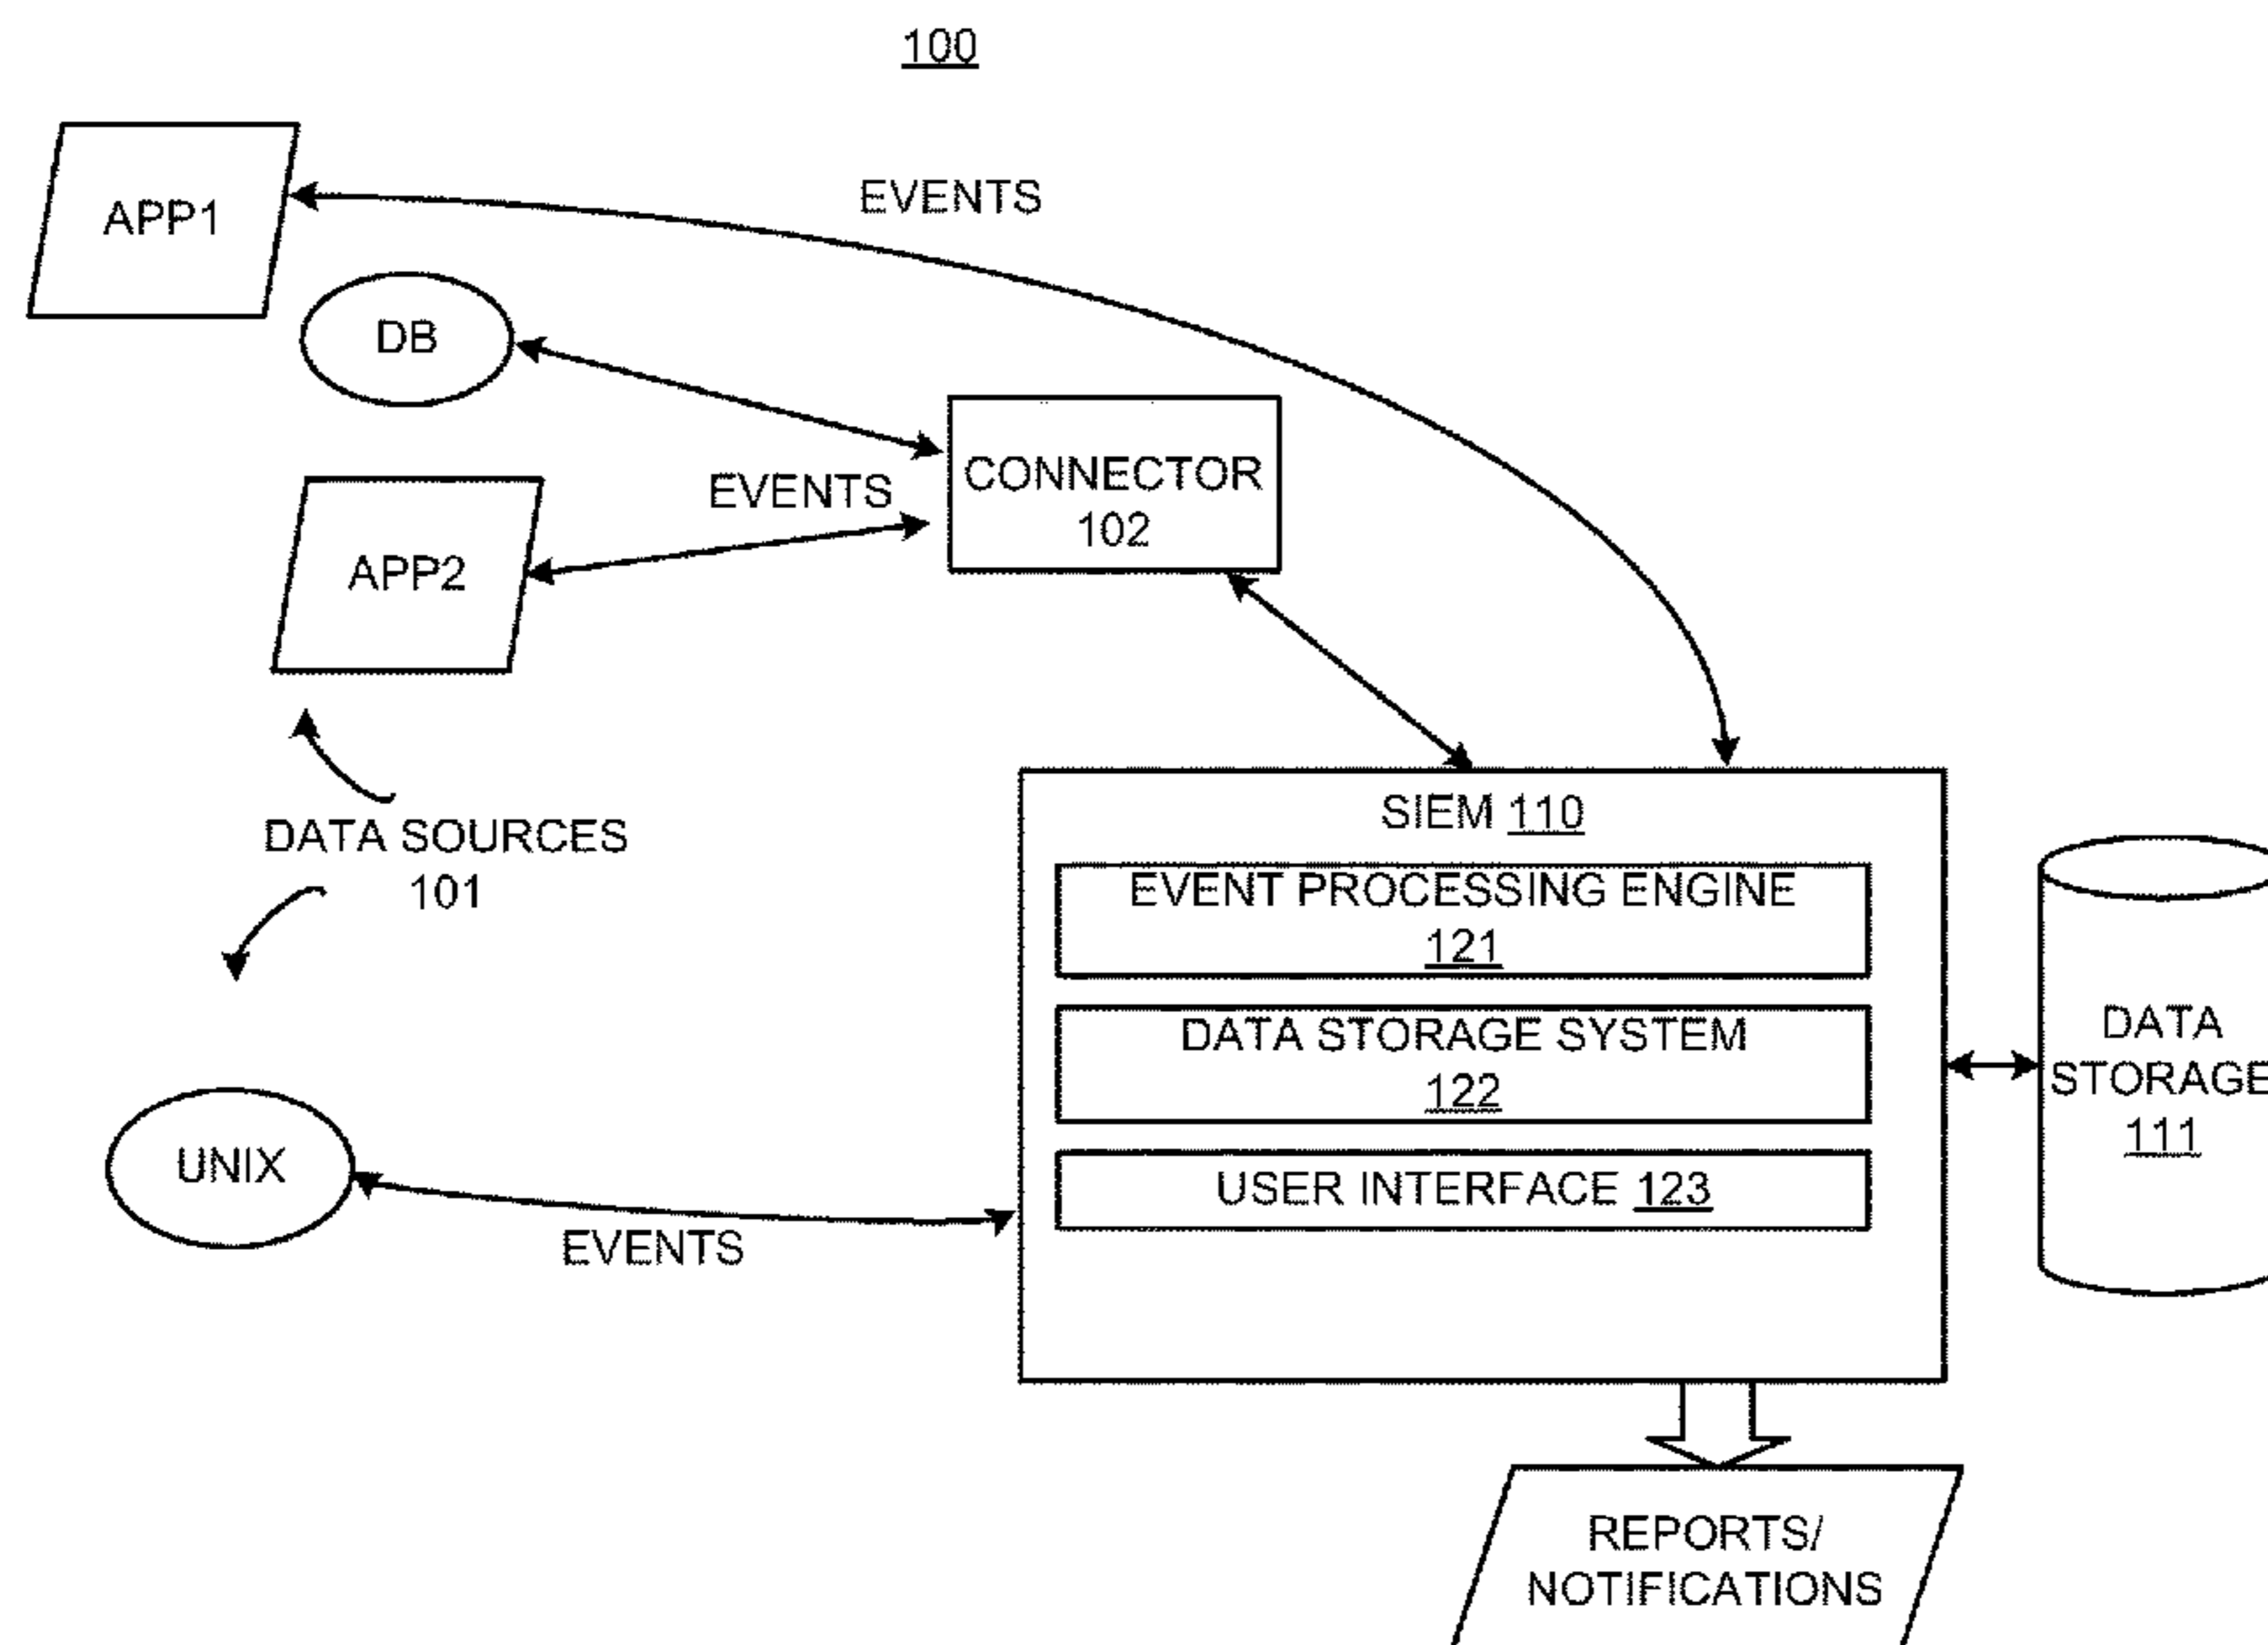 100
APP1
EVENTS
DB
CONNECTOR
102
EVENTS
APP2
DATA SOURCES
101
SIEM 110
EVENT PROCESSING ENGINE
121
DATA STORAGE SYSTEM
122
USER INTERFACE 123
DATA
STORAGE
111
UNIX
EVENTS
REPORTS/
NOTIFICATIONS